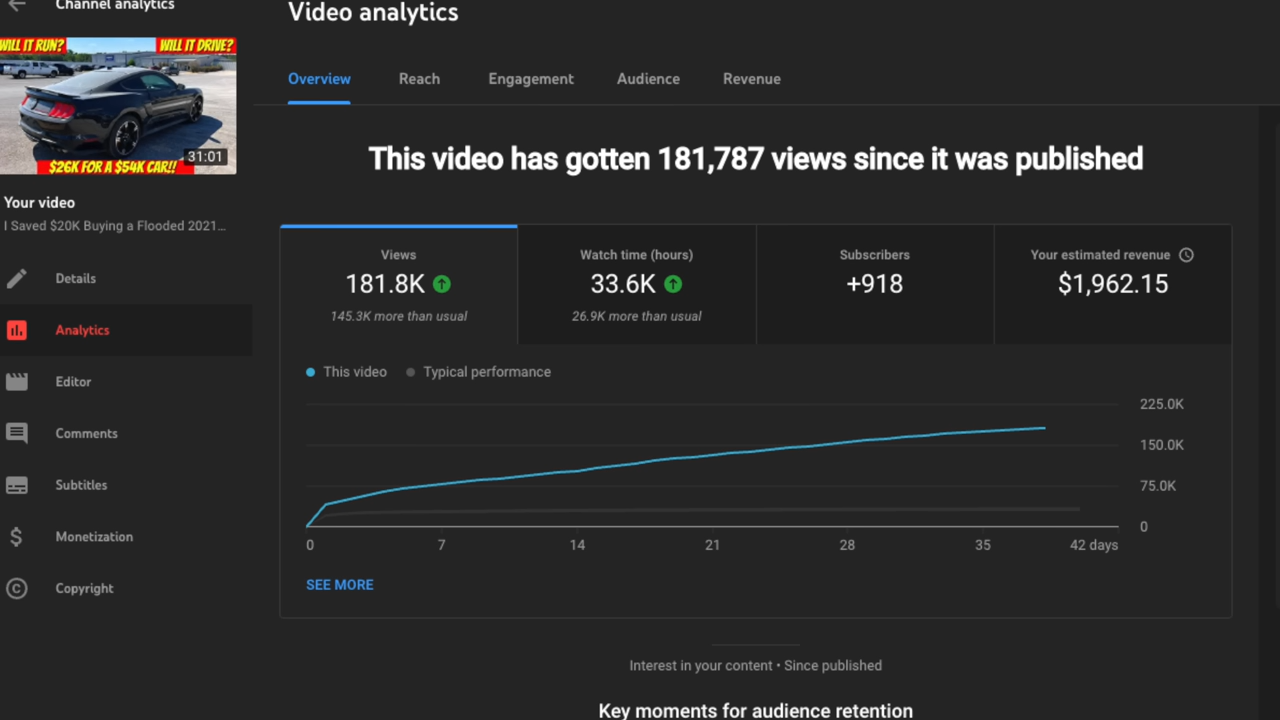 Channel analytics
WILL IT RUN?
WILL IT DRIVE?
$26K FOR A $54K CAR!!
31:01
Your video
I Saved $20K Buying a Flooded 2021...
Details
Analytics
Editor
Comments
Subtitles
$ Monetization
© Copyright
Video analytics
Overview Reach Engagement Audience Revenue
This video has gotten 181,787 views since it was published
Views
181.8K
145.3K more than usual
Watch time (hours)
33.6K
26.9K more than usual
Subscribers
+918
Your estimated revenue
$1,962.15
This video Typical performance
225.0K
150.0K
75.0K
0
0 7 14 21 28 35 42 days
SEE MORE
Interest in your content • Since published
Key moments for audience retention